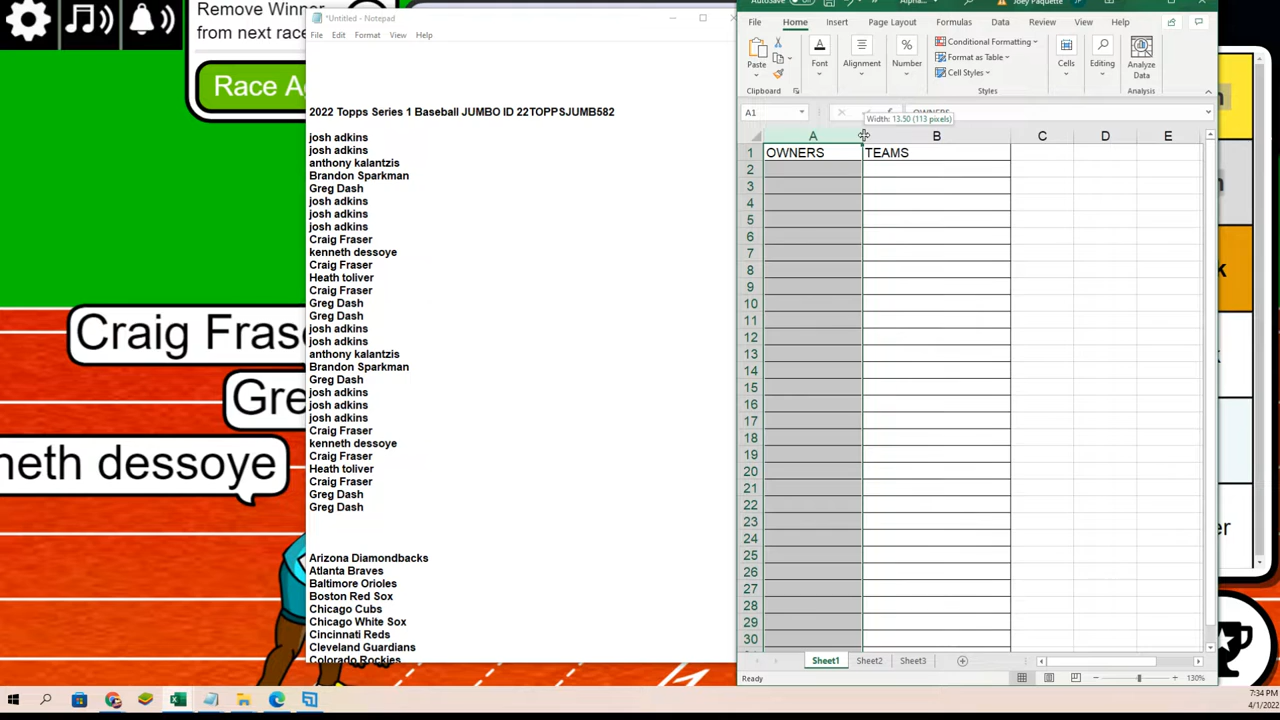 Remove Winner
from next race
Race A
Craig Frase
Gre
neth dessoye
*Untitled - Notepad
File Edit Format View Help
2022 Topps Series 1 Baseball JUMBO ID 22TOPPSJUMB582
josh adkins
josh adkins
anthony kalantzis
Brandon Sparkman
Greg Dash
josh adkins
josh adkins
josh adkins
Craig Fraser
kenneth dessoye
Craig Fraser
Heath toliver
Craig Fraser
Greg Dash
Greg Dash
josh adkins
josh adkins
anthony kalantzis
Brandon Sparkman
Greg Dash
josh adkins
josh adkins
josh adkins
Craig Fraser
kenneth dessoye
Craig Fraser
Heath toliver
Craig Fraser
Greg Dash
Greg Dash
Arizona Diamondbacks
Atlanta Braves
Baltimore Orioles
Boston Red Sox
Chicago Cubs
Chicago White Sox
Cincinnati Reds
Cleveland Guardians
Colorado Rockies
AutoSave Off Alpha... Joey Paquette
File Home Insert Page Layout Formulas Data Review View Help
Paste Font Alignment Number Conditional Formatting Format as Table Cell Styles Cells Editing Analyze Data
Clipboard Styles Analysis
A1 OWNERS
Width: 13.50 (113 pixels)
A B C D E
1 OWNERS TEAMS
2
3
4
5
6
7
8
9
10
11
12
13
14
15
16
17
18
19
20
21
22
23
24
25
26
27
28
29
30
Sheet1 Sheet2 Sheet3
Ready 130%
k
er
7:34 PM
4/1/2022